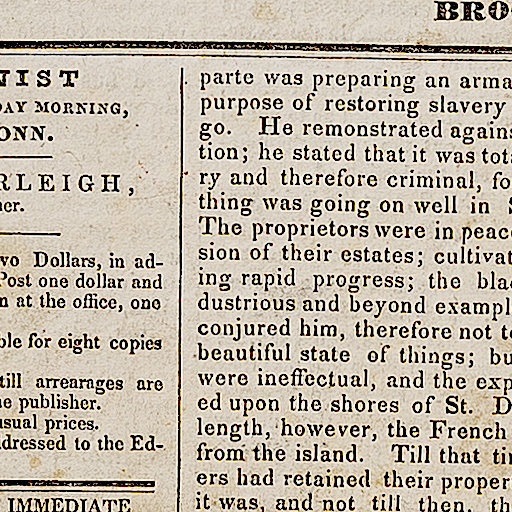 BRO
NIST
DAY MORNING,
ONN.
RLEIGH,
her.
wo Dollars, in ad-
Post one dollar and
n at the office, one
ble for eight copies
till arrearages are
he publisher.
usual prices.
ddressed to the Ed-
IMMEDIATE
parte was preparing an arma
purpose of restoring slavery
go. He remonstrated agains
tion; he stated that it was tota
ry and therefore criminal, fo
thing was going on well in S
The proprietors were in peac
sion of their estates; cultivat
ing rapid progress; the bla
dustrious and beyond exampl
conjured him, therefore not to
beautiful state of things; bu
were ineffectual, and the exp
ed upon the shores of St. D
length, however, the French
from the island. Till that tim
ers had retained their proper
it was, and not till then, th